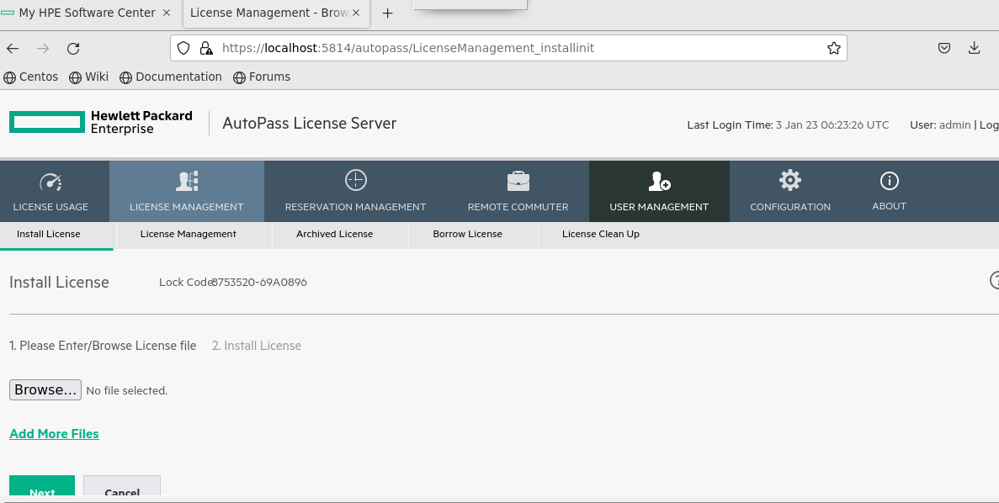 My HPE Software Center × License Management - Brow × +
https://localhost:5814/autopass/LicenseManagement_installinit
Centos Wiki Documentation Forums
Hewlett Packard
Enterprise
AutoPass License Server
Last Login Time: 3 Jan 23 06:23:26 UTC User: admin | Log
LICENSE USAGE LICENSE MANAGEMENT RESERVATION MANAGEMENT REMOTE COMMUTER USER MANAGEMENT CONFIGURATION ABOUT
Install License License Management Archived License Borrow License License Clean Up
Install License Lock Code8753520-69A0896 ?
1. Please Enter/Browse License file 2. Install License
Browse... No file selected.
Add More Files
Next Cancel